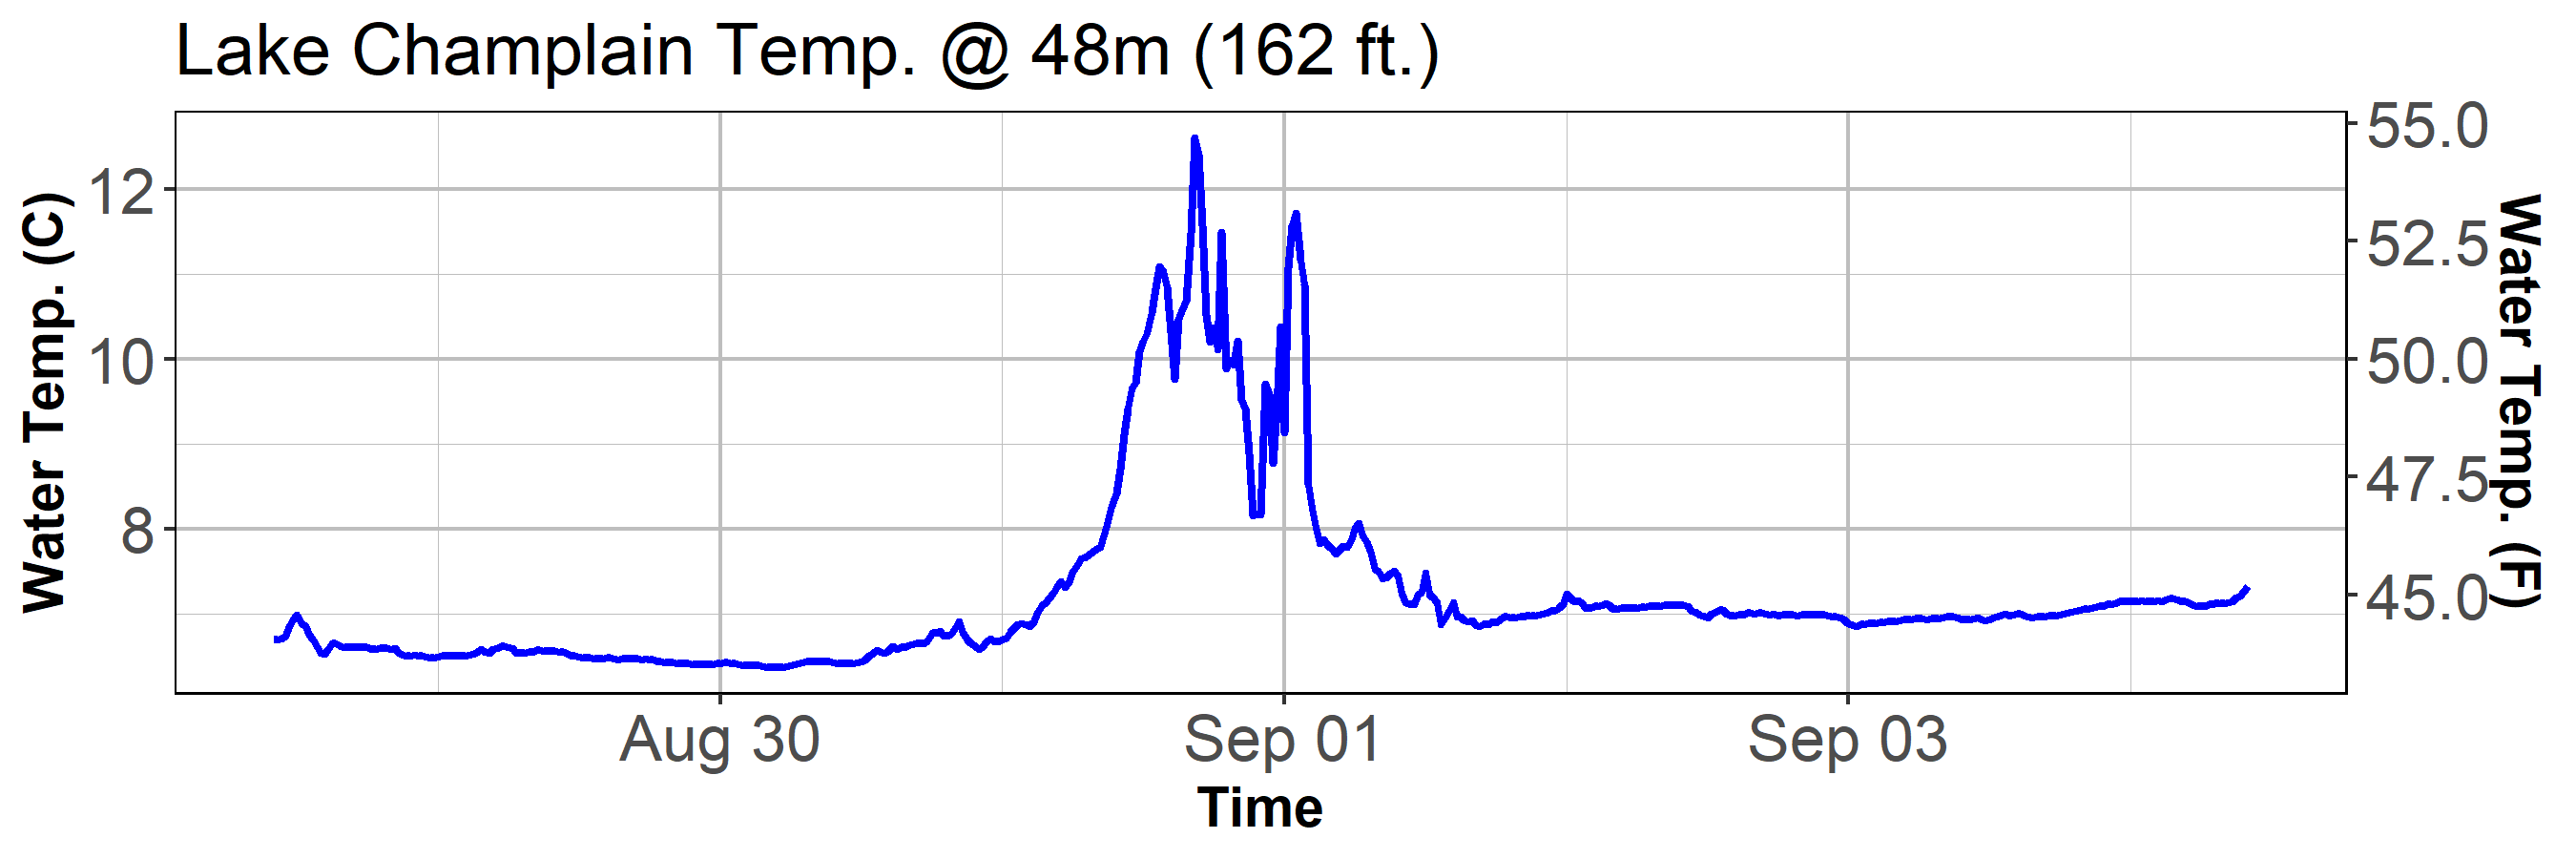 Lake Champlain Temp. @ 48m (162 ft.)
Water Temp. (C)
12
10
8
55.0
52.5
50.0
47.5
45.0
Water Temp. (F)
Aug 30
Sep 01
Sep 03
Time